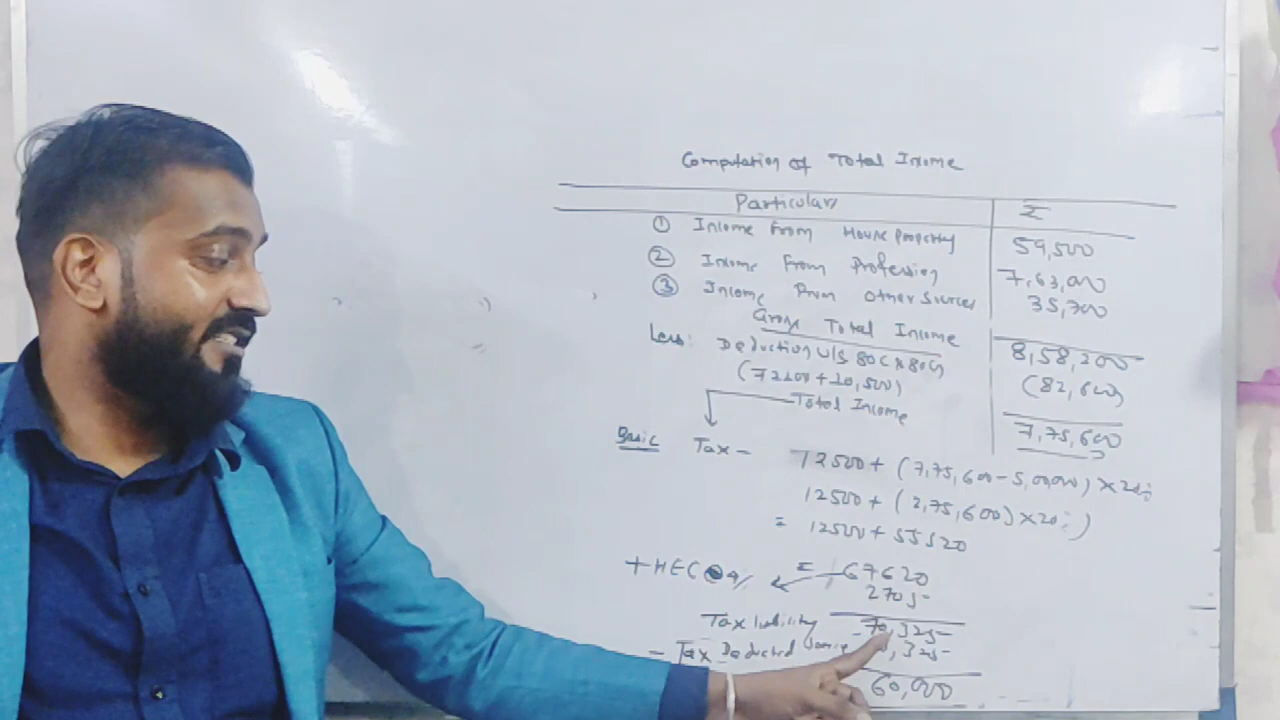 Computation of Total Income
Particulars ₹
① Income From House Property 59,500
② Income From Profession 7,63,000
③ Income From Other Sources 35,700
Gross Total Income 8,58,200
Less: Deduction U/S 80C & 80G (82,600)
(72100+10,500)
Total Income 7,75,600
Basic Tax - 12500 + (7,75,600-5,00,000) × 20%
12500 + (2,75,600) × 20%)
= 12500 + 55120
= 67620
+ HEC @ 4% 2705
Tax liability 70,325
- Tax Deducted ,325
60,000